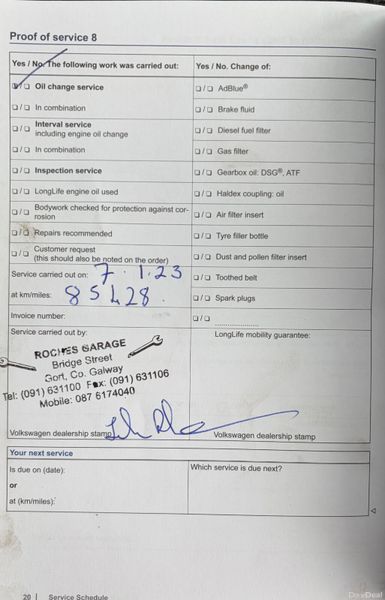 Proof of service 8
Yes / No. The following work was carried out:
☑/☐ Oil change service
☐/☐ In combination
☐/☐ Interval service
including engine oil change
☐/☐ In combination
☐/☐ Inspection service
☐/☐ LongLife engine oil used
☐/☐ Bodywork checked for protection against cor-
rosion
☐/☐ Repairs recommended
☐/☐ Customer request
(this should also be noted on the order)
Service carried out on: 7.1.23
at km/miles: 85428.
Invoice number:
Service carried out by:
ROCHES GARAGE
Bridge Street
Gort, Co. Galway
Tel: (091) 631100 Fax: (091) 631106
Mobile: 087 6174040
Volkswagen dealership stamp
Yes / No. Change of:
☐/☐ AdBlue®
☐/☐ Brake fluid
☐/☐ Diesel fuel filter
☐/☐ Gas filter
☐/☐ Gearbox oil: DSG®, ATF
☐/☐ Haldex coupling: oil
☐/☐ Air filter insert
☐/☐ Tyre filler bottle
☐/☐ Dust and pollen filter insert
☐/☐ Toothed belt
☐/☐ Spark plugs
☐/☐ ....................
LongLife mobility guarantee:
Volkswagen dealership stamp
Your next service
Is due on (date):
or
at (km/miles):
Which service is due next?
20 | Service Schedule
DoneDeal